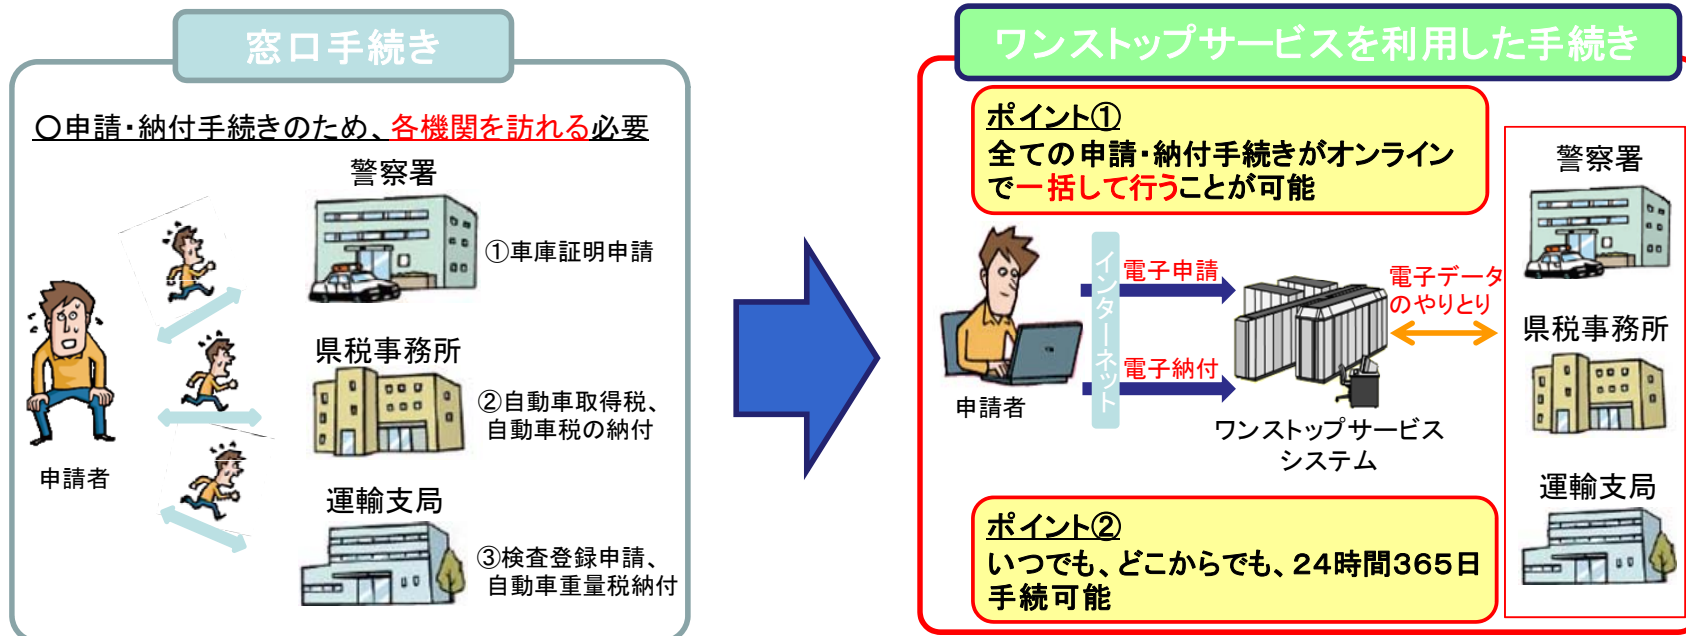 窓口手続き
○申請・納付手続きのため、各機関を訪れる必要
警察署
①車庫証明申請
県税事務所
②自動車取得税、
自動車税の納付
申請者
運輸支局
③検査登録申請、
自動車重量税納付
ワンストップサービスを利用した手続き
ポイント①
全ての申請・納付手続きがオンライン
で一括して行うことが可能
申請者
インターネット
電子申請
電子納付
ワンストップサービス
システム
電子データ
のやりとり
警察署
県税事務所
運輸支局
ポイント②
いつでも、どこからでも、24時間365日
手続可能